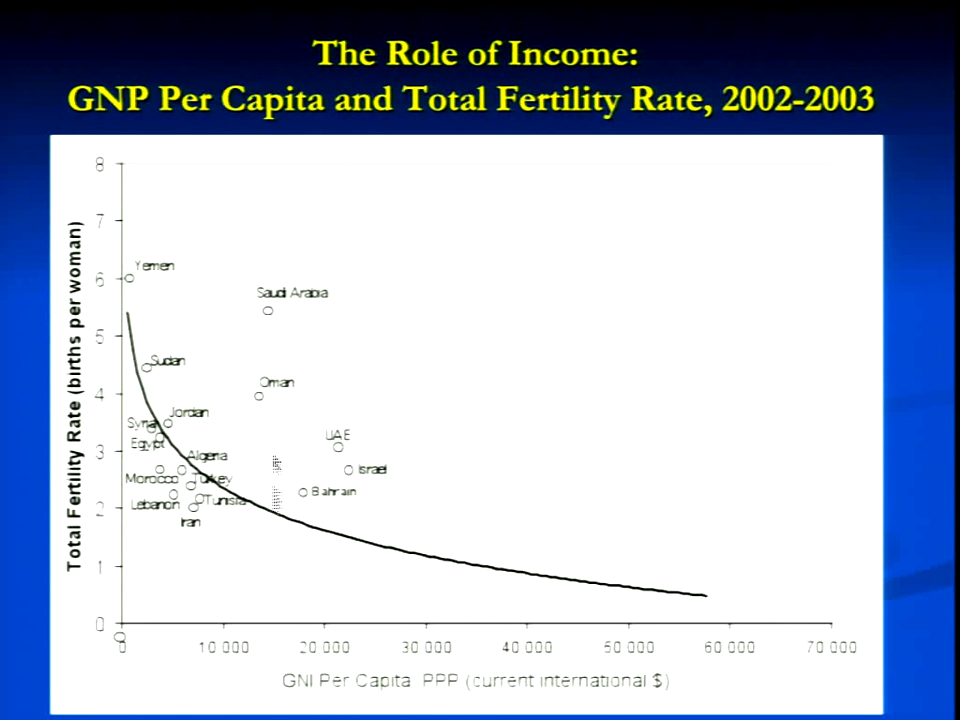 The Role of Income:
GNP Per Capita and Total Fertility Rate, 2002-2003
8
7
6
5
4
3
2
1
0
Total Fertility Rate (births per woman)
Yemen
Saudi Arabia
Sudan
Oman
Jordan
Syria
Egypt
UAE
Algeria
Israel
Morocco
Turkey
Bahrain
Lebanon
Tunisia
Iran
0 10 000 20 000 30 000 40 000 50 000 60 000 70 000
GNI Per Capita PPP (current international $)